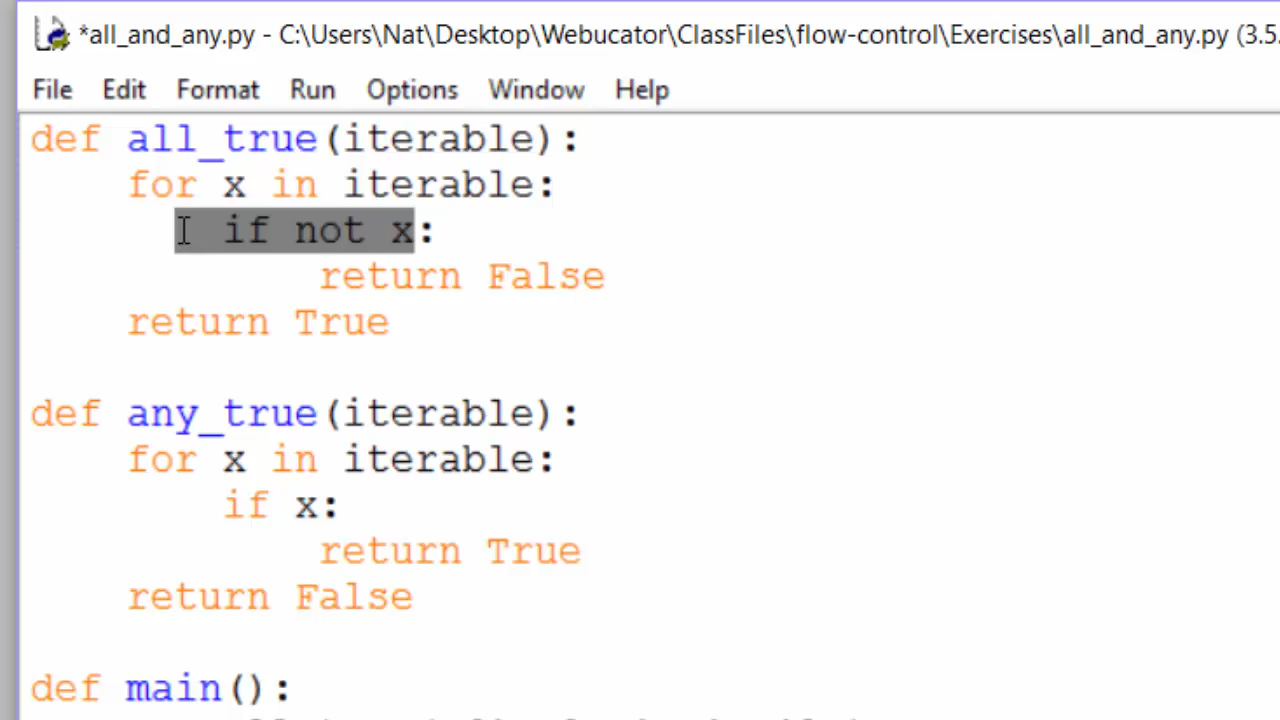 *all_and_any.py - C:\Users\Nat\Desktop\Webucator\ClassFiles\flow-control\Exercises\all_and_any.py (3.5.
File Edit Format Run Options Window Help
def all_true(iterable):
    for x in iterable:
        if not x:
            return False
    return True

def any_true(iterable):
    for x in iterable:
        if x:
            return True
    return False

def main():